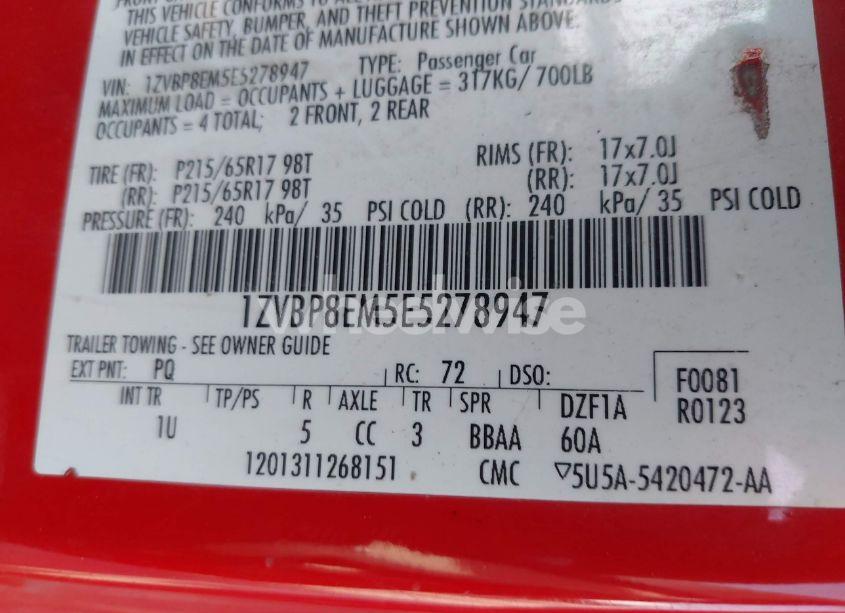 THIS VEHICLE CONFORMS TO
VEHICLE SAFETY, BUMPER, AND THEFT PREVENTION STANDARDS
IN EFFECT ON THE DATE OF MANUFACTURE SHOWN ABOVE.
VIN: 1ZVBP8EM5E5278947 TYPE: Passenger Car
MAXIMUM LOAD = OCCUPANTS + LUGGAGE = 317KG/ 700LB
OCCUPANTS = 4 TOTAL; 2 FRONT, 2 REAR
TIRE (FR): P215/65R17 98T RIMS (FR): 17x7.0J
(RR): P215/65R17 98T (RR): 17x7.0J
PRESSURE (FR): 240 kPa/ 35 PSI COLD (RR): 240 kPa/ 35 PSI COLD
1ZVBP8EM5E5278947
TRAILER TOWING - SEE OWNER GUIDE
EXT PNT: PQ RC: 72 DSO: F0081
INT TR TP/PS R AXLE TR SPR DZF1A R0123
1U 5 CC 3 BBAA 60A
1201311268151 CMC ▽5U5A-5420472-AA